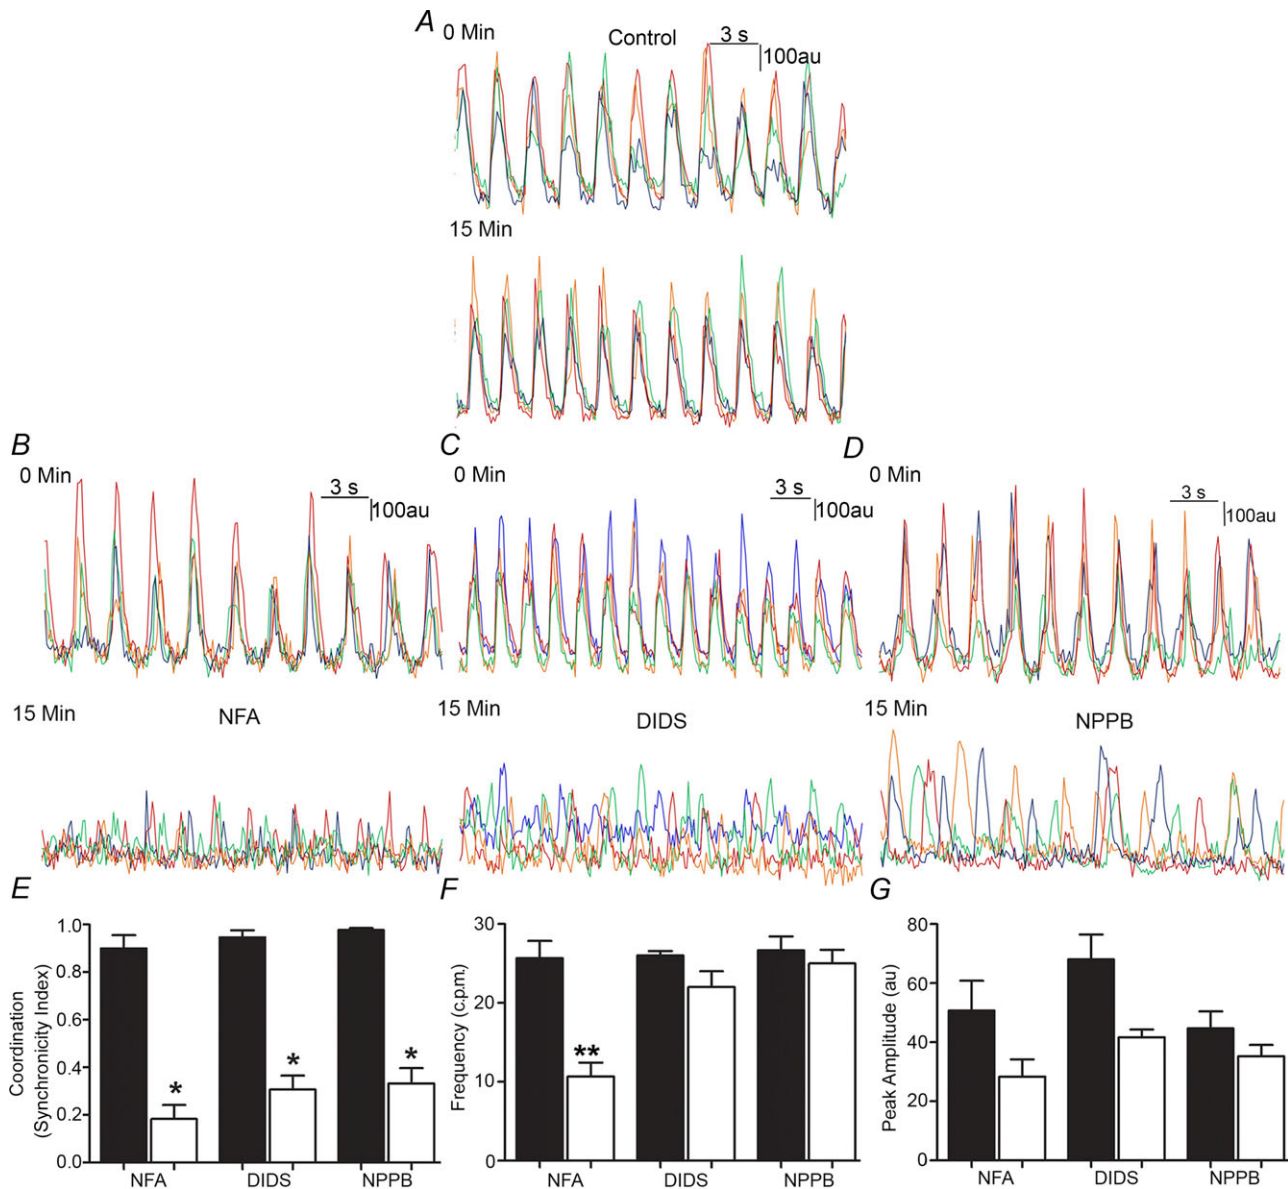 A
0 Min
Control
3 s
100au
15 Min
B
0 Min
3 s
100au
15 Min
NFA
C
0 Min
3 s
100au
15 Min
DIDS
D
0 Min
3 s
100au
15 Min
NPPB
E
Coordination
(Synchronicity Index)
1.0
0.8
0.6
0.4
0.2
0.0
*
*
*
NFA
DIDS
NPPB
F
Frequency (c.p.m.)
30
20
10
0
**
NFA
DIDS
NPPB
G
Peak Amplitude (au)
80
60
40
20
0
NFA
DIDS
NPPB